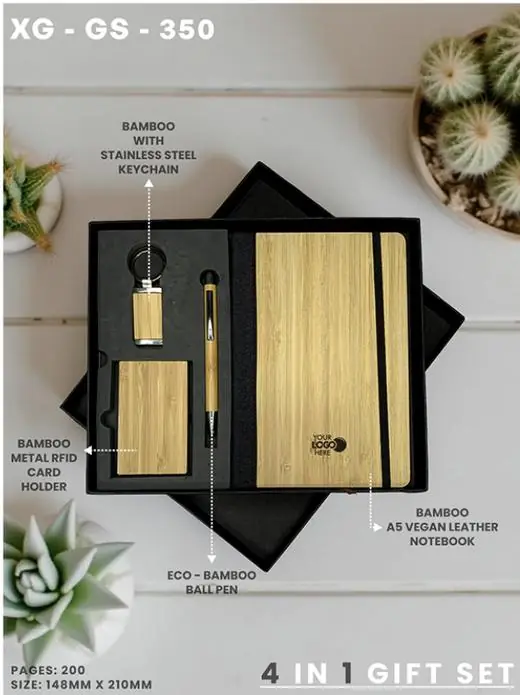 XG - GS - 350
BAMBOO
WITH
STAINLESS STEEL
KEYCHAIN
BAMBOO
METAL RFID
CARD
HOLDER
YOUR
LOGO
HERE
BAMBOO
A5 VEGAN LEATHER
NOTEBOOK
ECO - BAMBOO
BALL PEN
PAGES: 200
SIZE: 148MM X 210MM
4 IN 1 GIFT SET